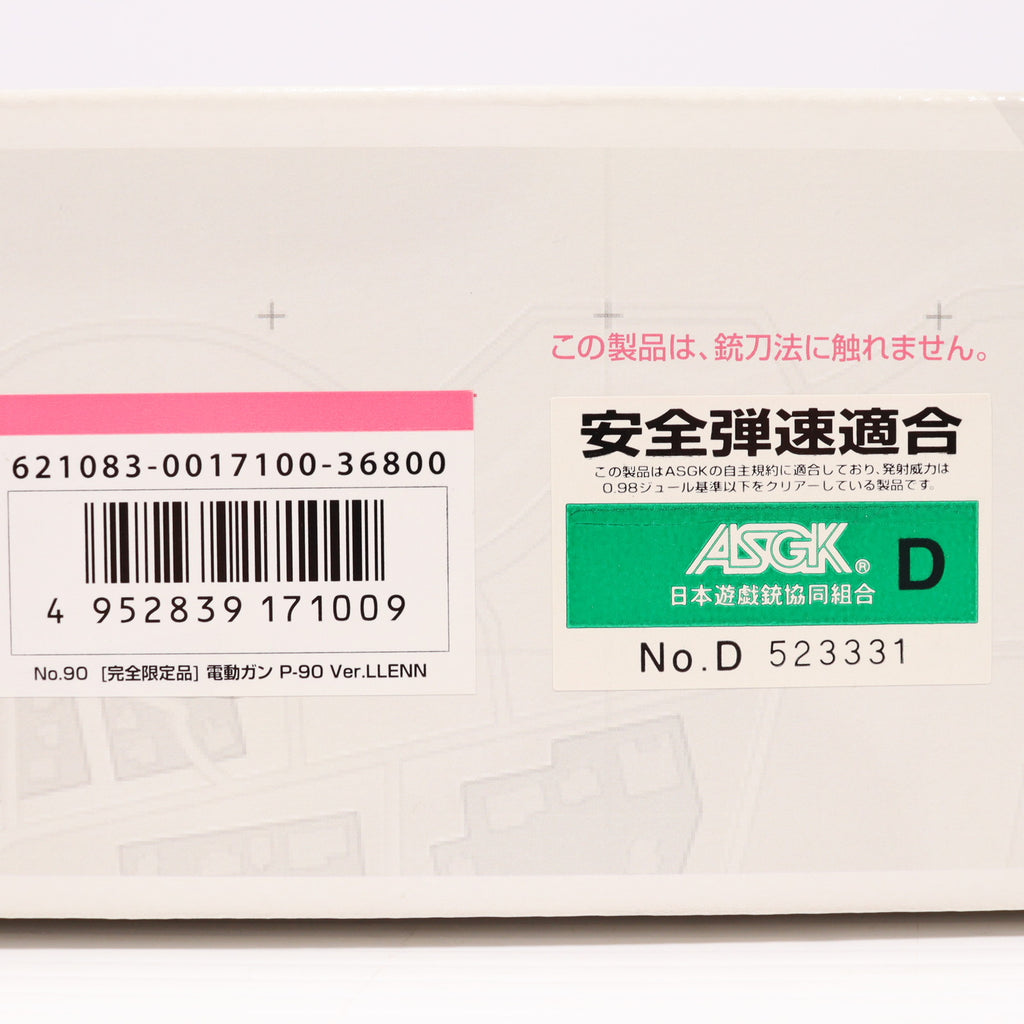 この製品は、銃刀法に触れません。
621083-0017100-36800
4 952839 171009
No.90 [完全限定品] 電動ガン P-90 Ver.LLENN
安全弾速適合
この製品はASGKの自主規約に適合しており、発射威力は
0.98ジュール基準以下をクリアーしている製品です。
ASGK® D
日本遊戯銃協同組合
No.D 523331